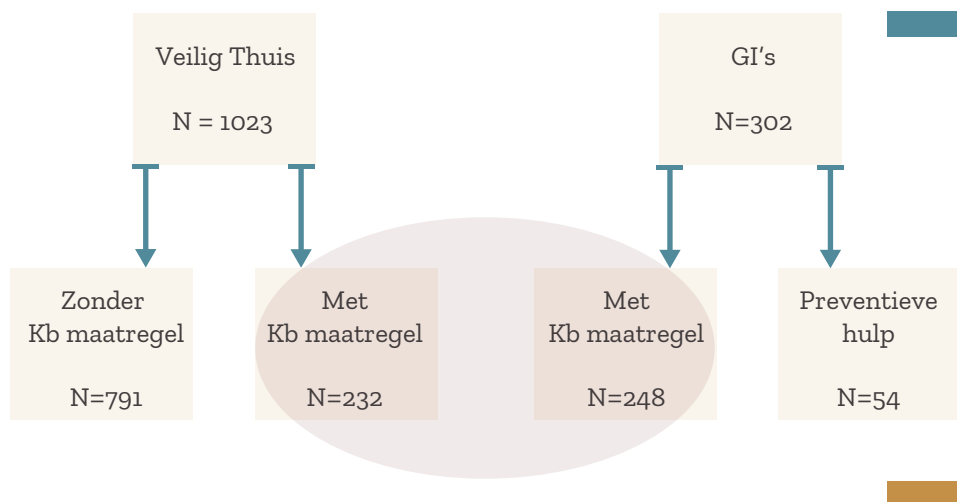 Veilig Thuis
N = 1023
GI's
N=302
Zonder
Kb maatregel
N=791
Met
Kb maatregel
N=232
Met
Kb maatregel
N=248
Preventieve
hulp
N=54